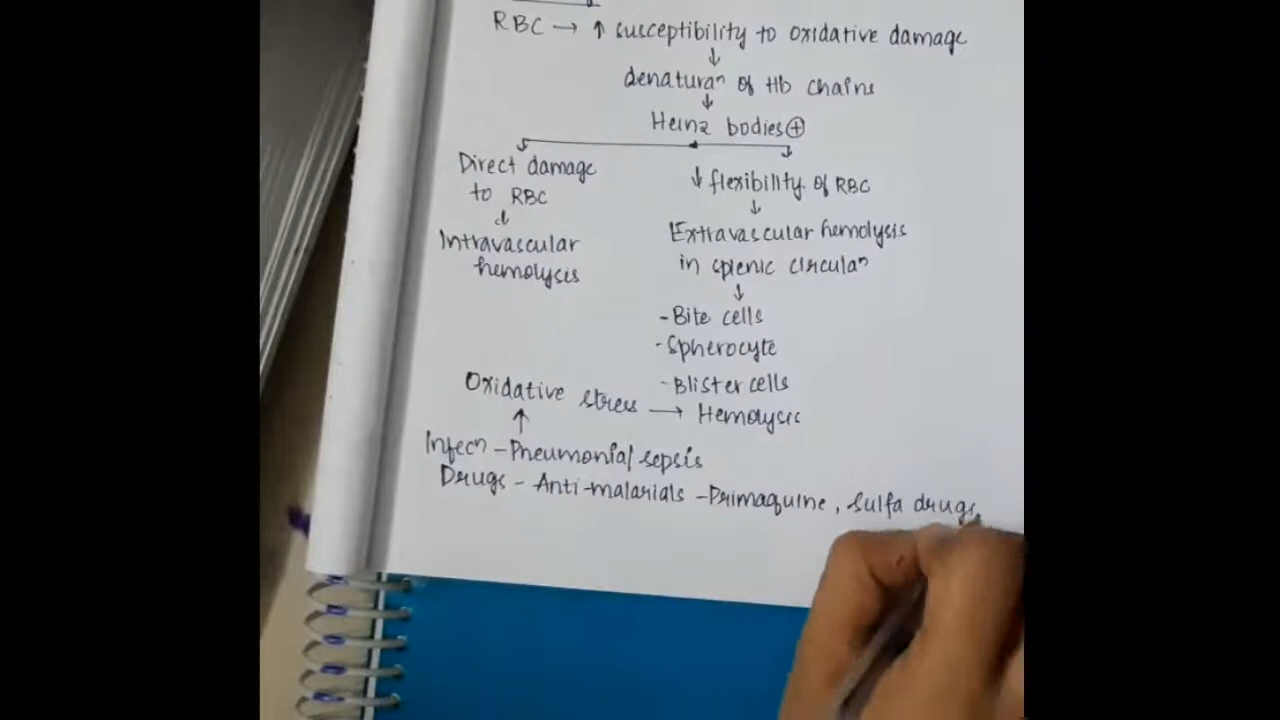 RBC → ↑ susceptibility to oxidative damage
↓
denaturaⁿ of Hb chains
↓
Heinz bodies ⊕
Direct damage
to RBC
↓
Intravascular
hemolysis
↓ flexibility of RBC
↓
Extravascular hemolysis
in splenic circulaⁿ
↓
- Bite cells
- Spherocyte
- Blister cells
Oxidative stress → Hemolysis
↑
Infecⁿ - Pneumonia/ sepsis
Drugs - Anti-malarials - Primaquine, Sulfa drugs,